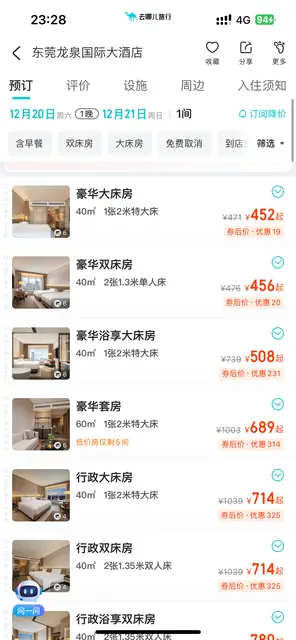 23:28
去哪儿旅行
4G 94
东莞龙泉国际大酒店
收藏 分享 更多
预订 评价 设施 周边 入住须知
12月20日周六 1晚 12月21日周日 1间 订阅降价
含早餐 双床房 大床房 免费取消 到店 筛选
豪华大床房
40㎡ 1张2米特大床
¥471 ¥452起
券后价·优惠19
6
豪华双床房
40㎡ 2张1.3米单人床
¥476 ¥456起
券后价·优惠20
6
豪华浴享大床房
40㎡ 1张2米特大床
¥739 ¥508起
券后价·优惠231
6
豪华套房
60㎡ 1张2米特大床
低价房仅剩5间
¥1003 ¥689起
券后价·优惠314
6
行政大床房
40㎡ 1张2米特大床
¥1039 ¥714起
券后价·优惠325
4
行政双床房
40㎡ 2张1.35米双人床
¥1039 ¥714起
券后价·优惠325
4
问一问
行政浴享双床房
40㎡ 2张1.35米双人床
780